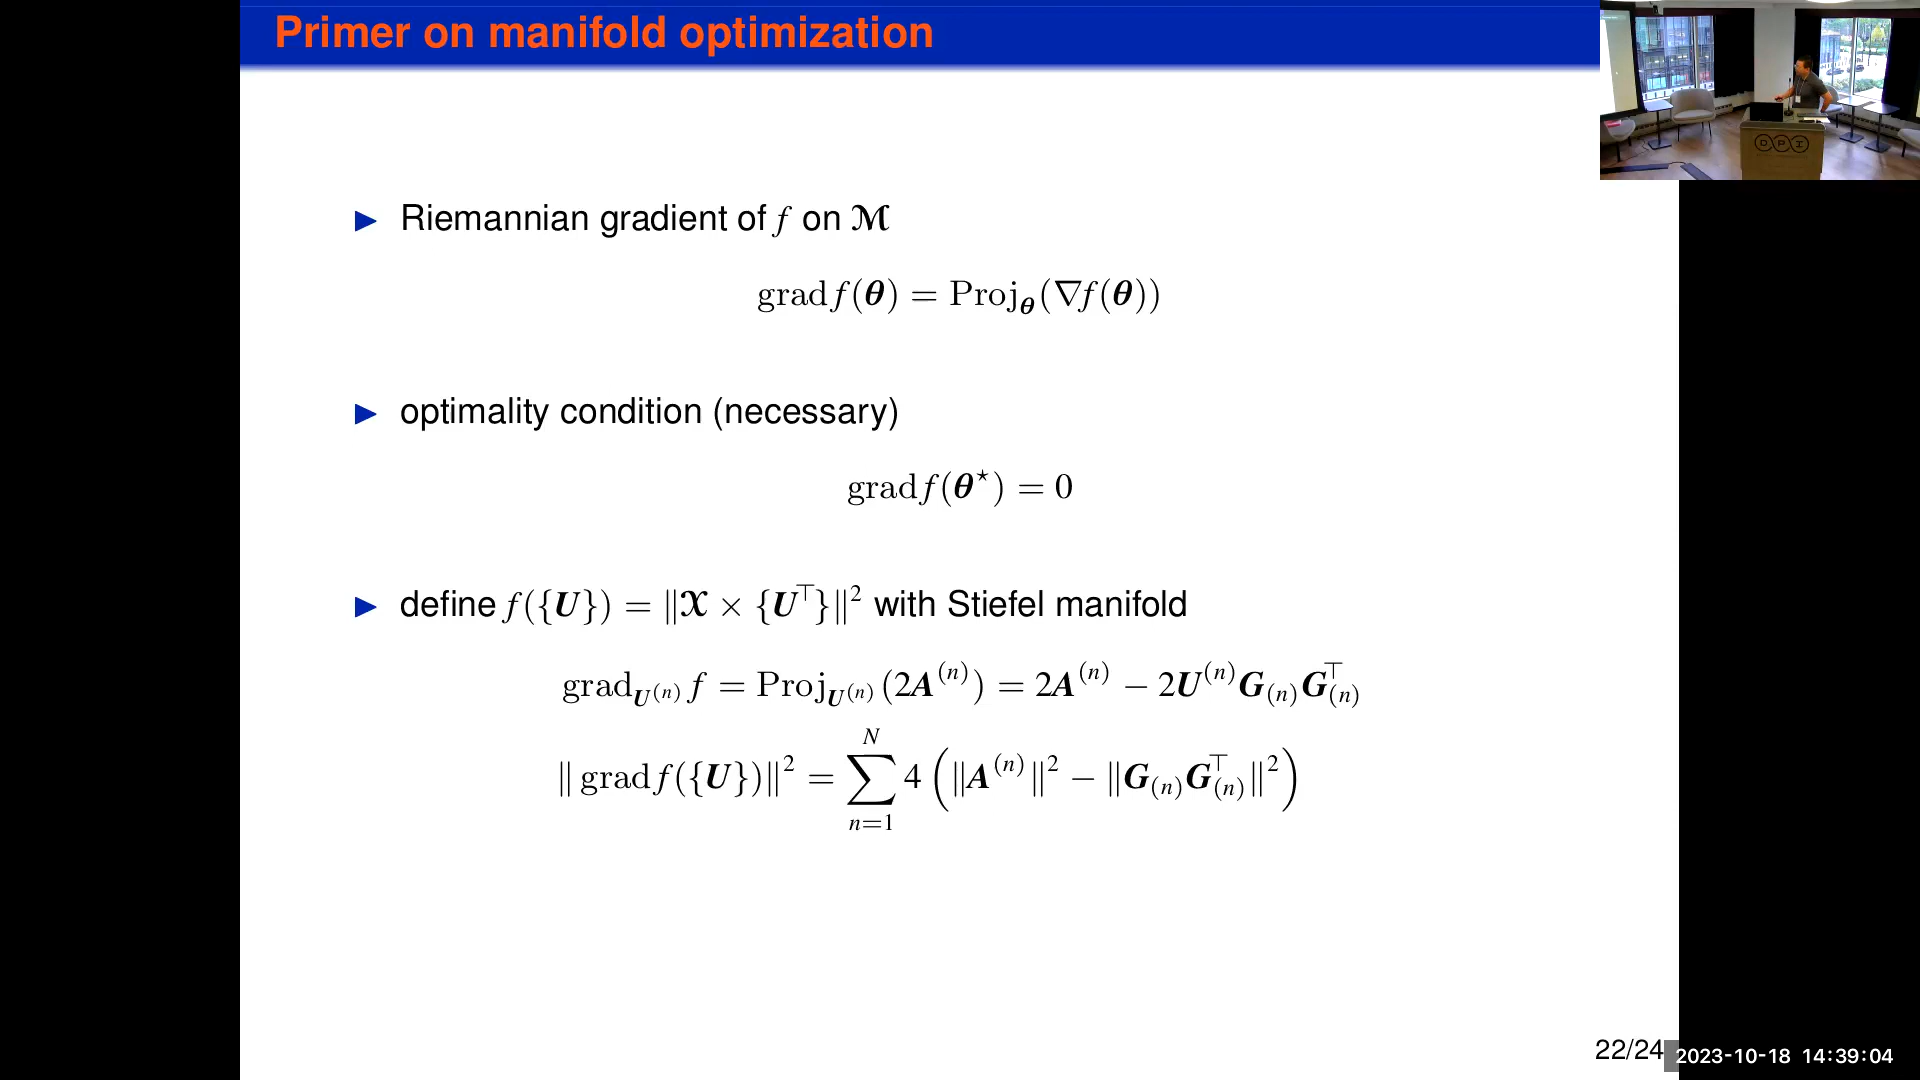 Primer on manifold optimization
▶ Riemannian gradient of f on 𝓜
grad f(θ) = Proj_θ(∇f(θ))
▶ optimality condition (necessary)
grad f(θ⋆) = 0
▶ define f({U}) = ‖𝒳 × {U^⊤}‖² with Stiefel manifold
grad_{U^{(n)}} f = Proj_{U^{(n)}}(2A^{(n)}) = 2A^{(n)} − 2U^{(n)}G_{(n)}G_{(n)}^⊤
‖ grad f({U})‖² = ∑_{n=1}^{N} 4 (‖A^{(n)}‖² − ‖G_{(n)}G_{(n)}^⊤‖²)
22/24
2023-10-18 14:39:04
DPI